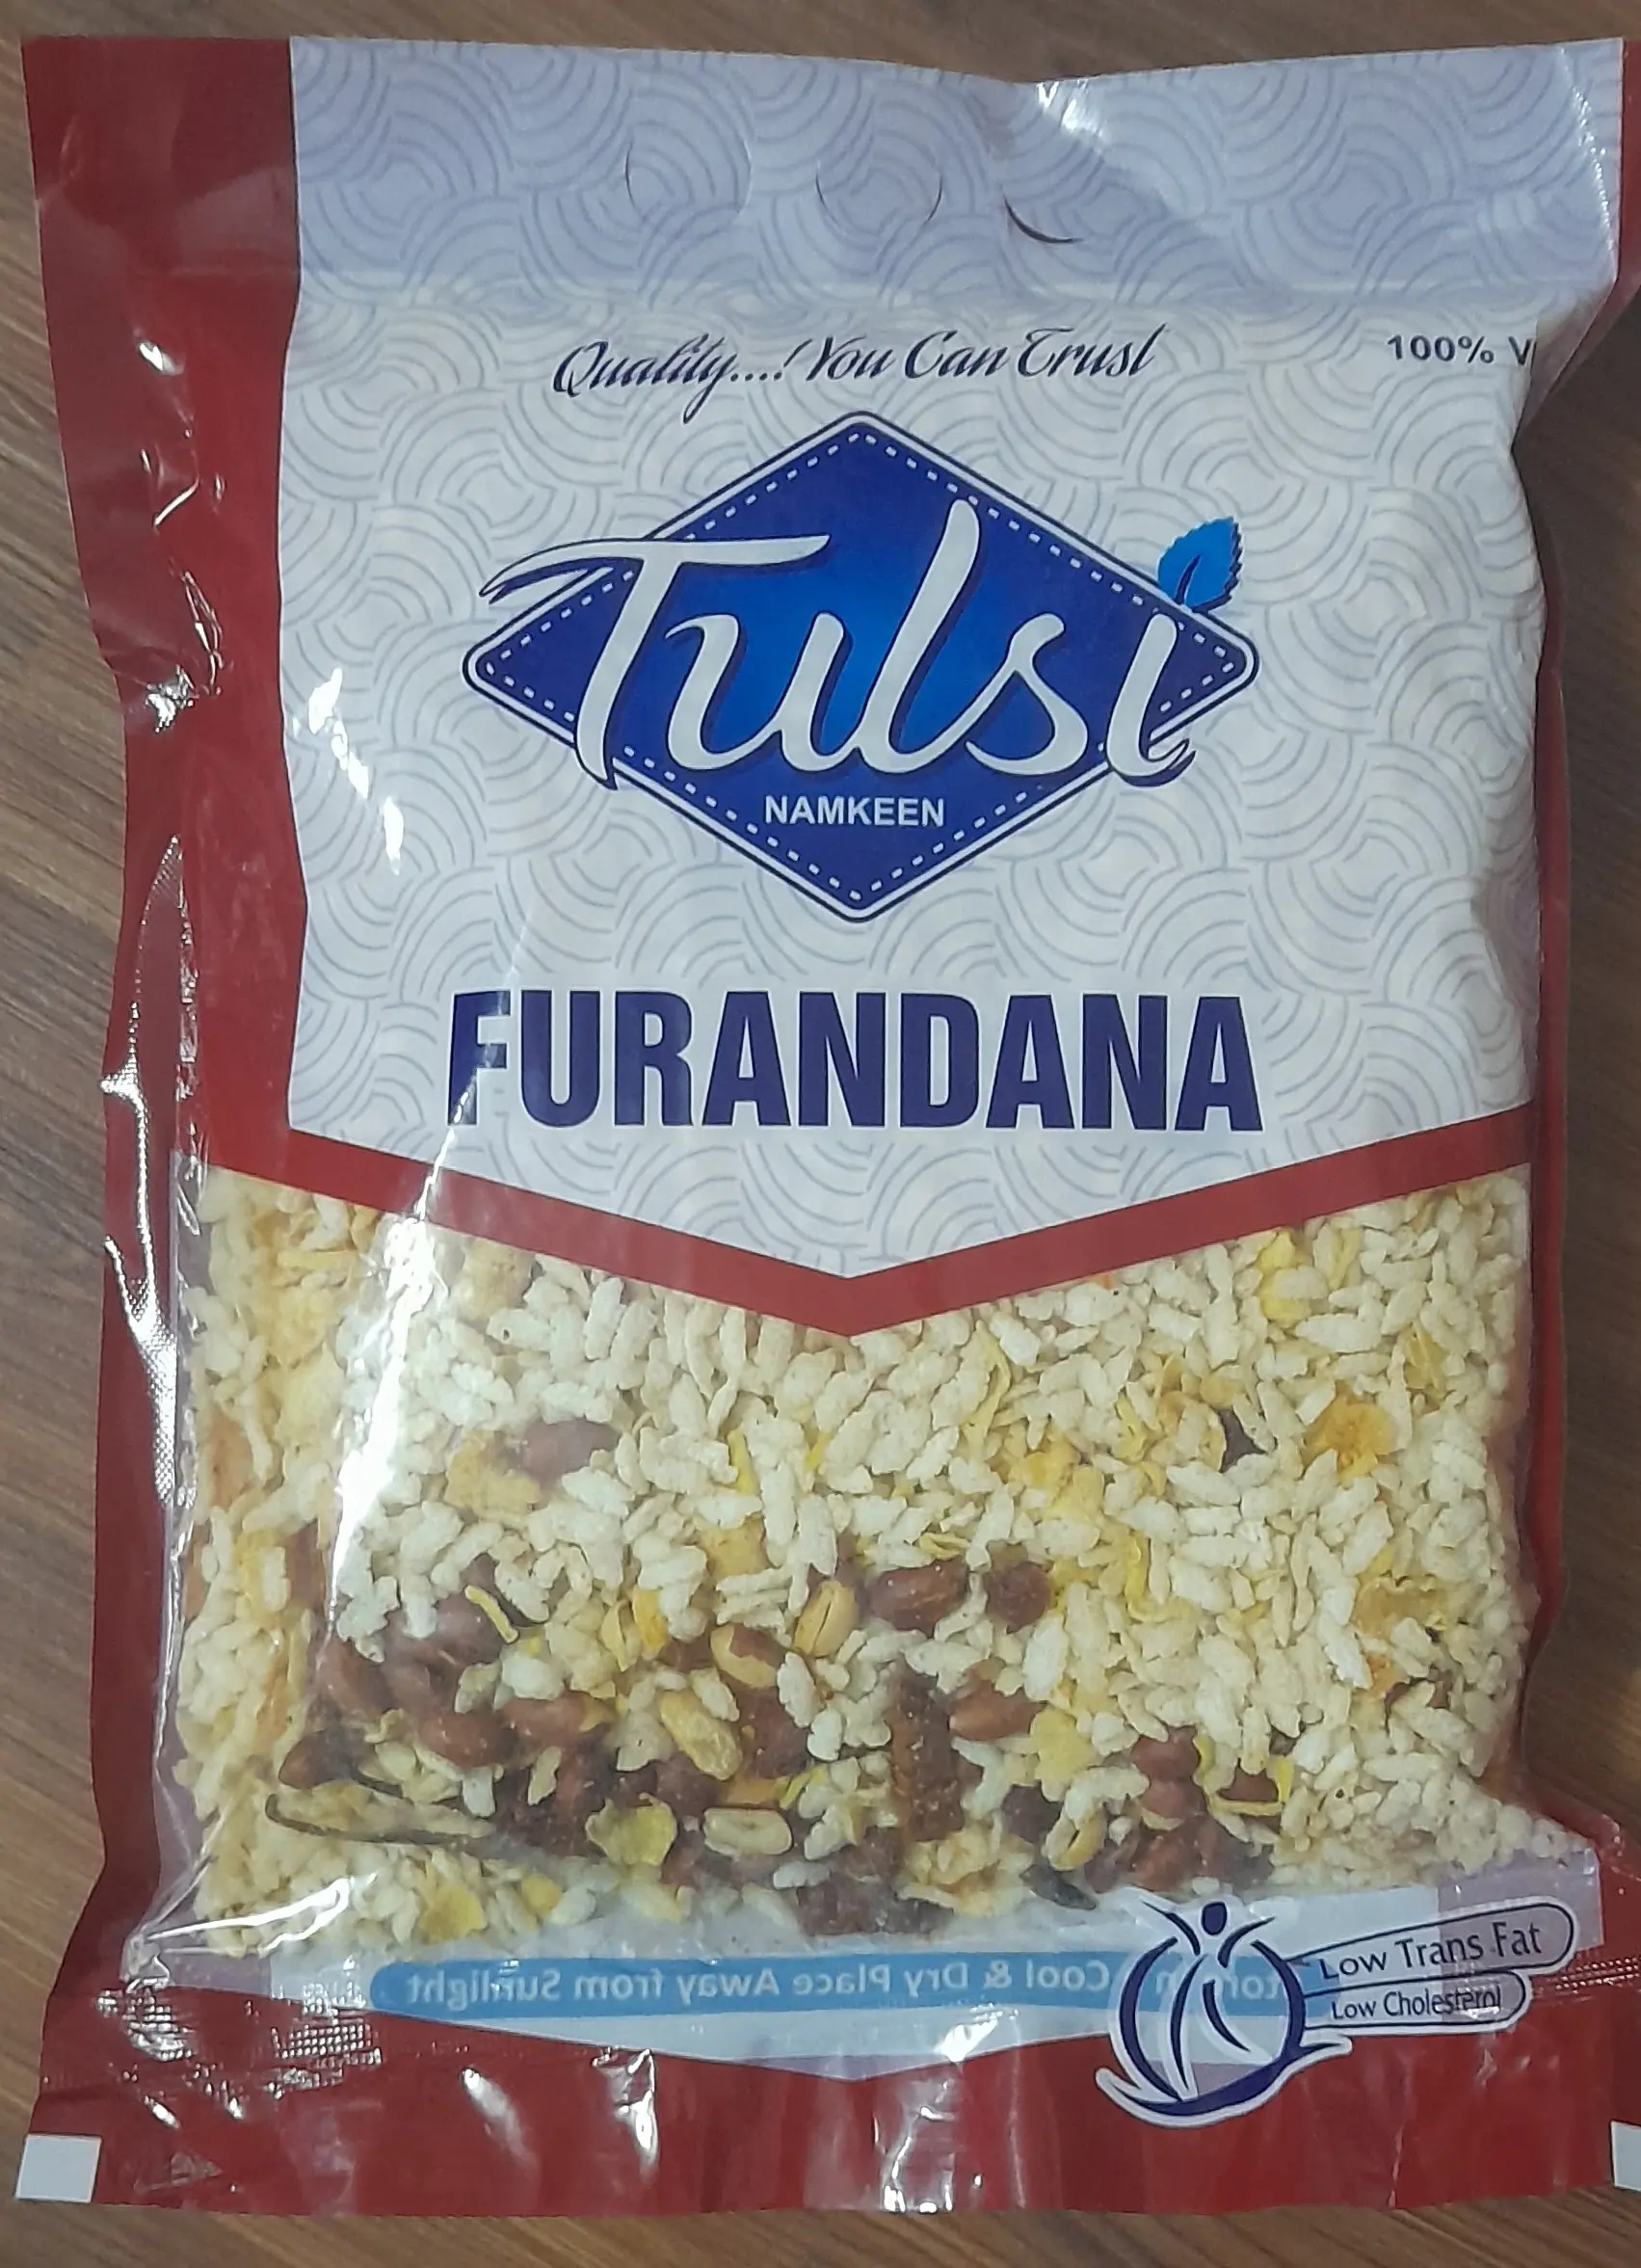 Quality....! You Can Trust
100% V
Tulsi
NAMKEEN
FURANDANA
Low Trans Fat
Low Cholesterol
Cool & Dry Place Away from Sunlight